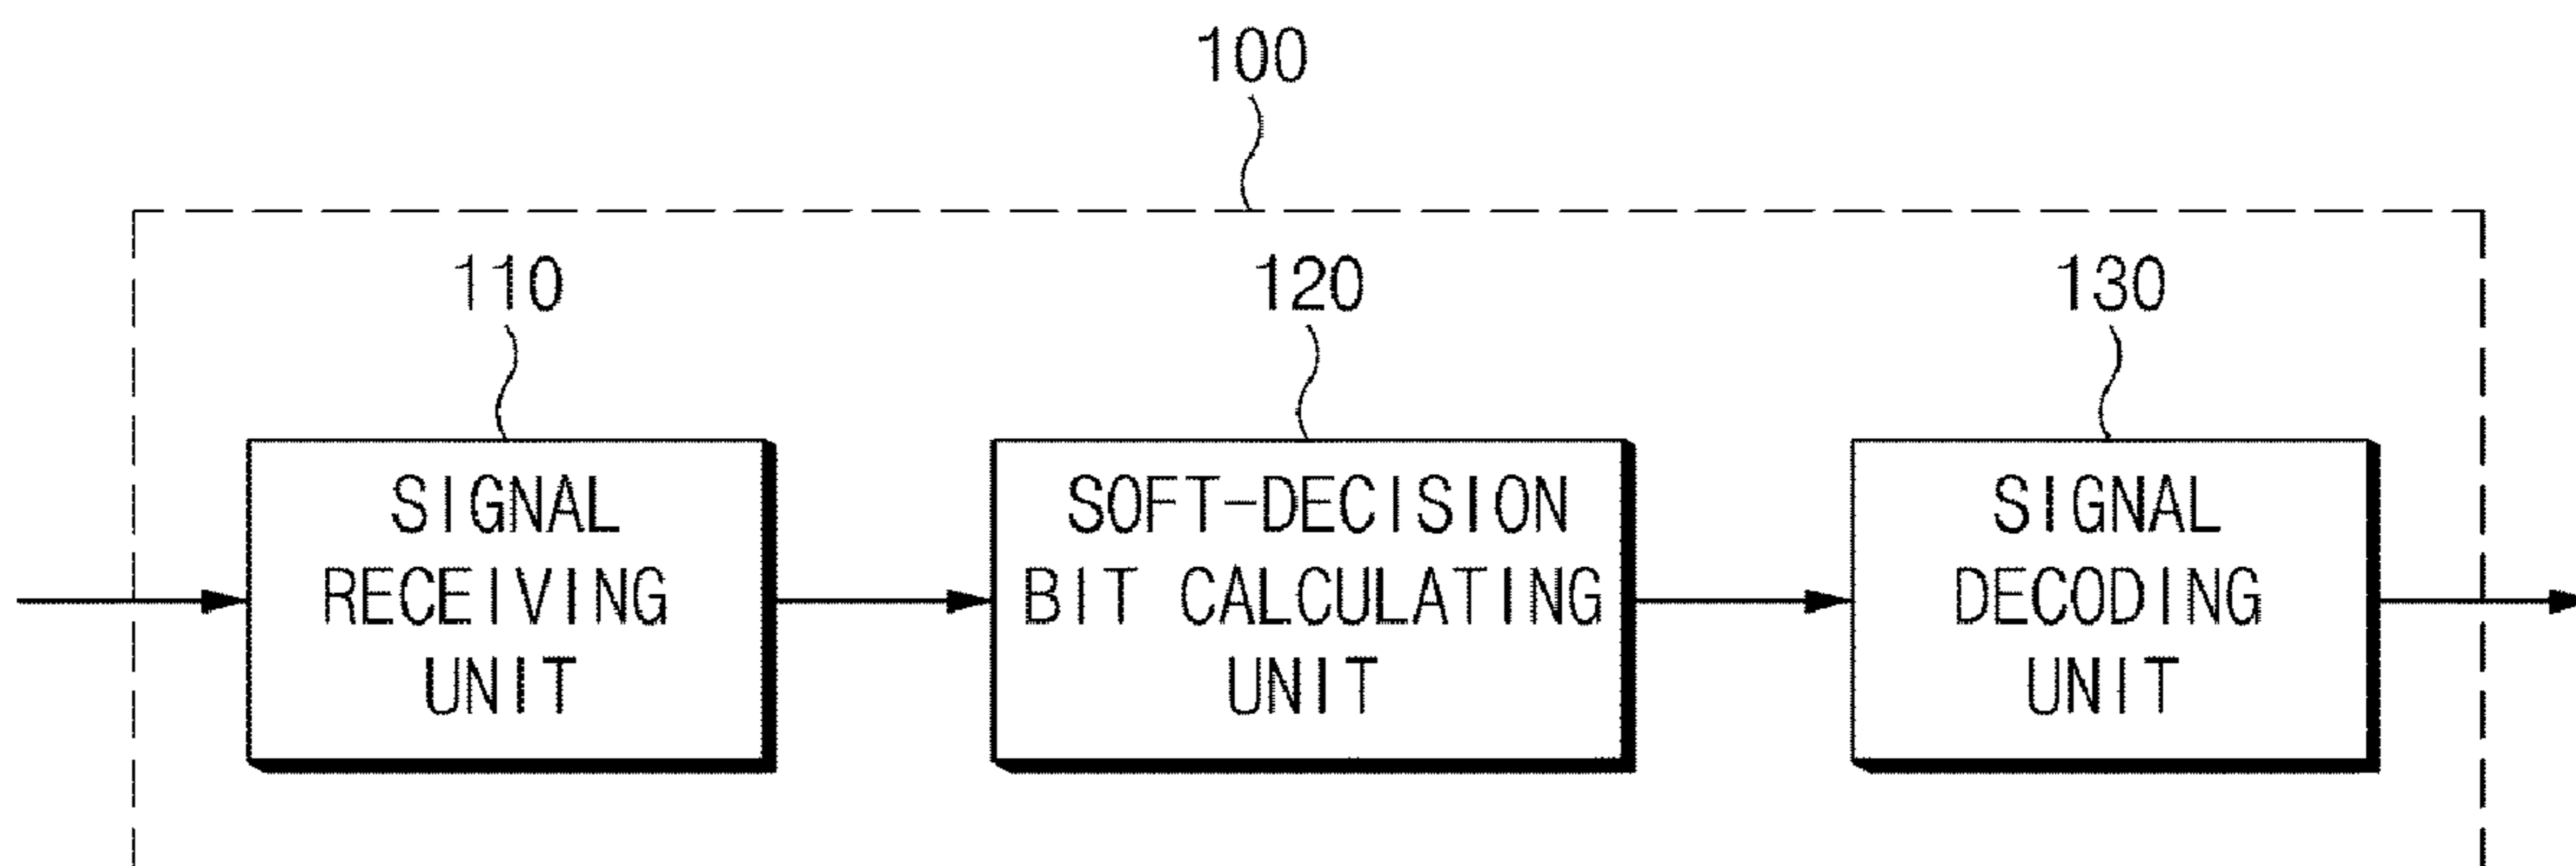 100
110
120
130
SIGNAL
RECEIVING
UNIT
SOFT-DECISION
BIT CALCULATING
UNIT
SIGNAL
DECODING
UNIT